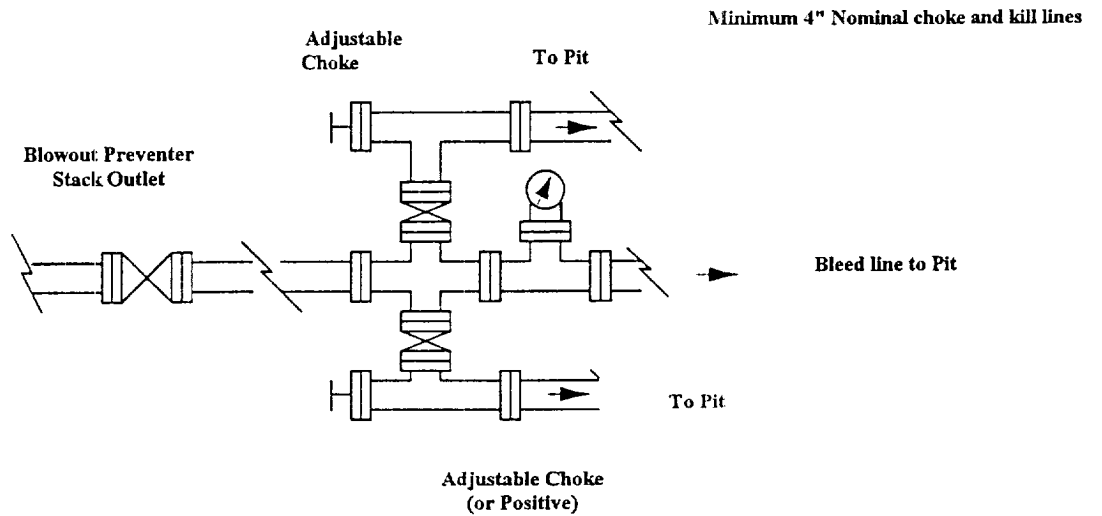 Minimum 4" Nominal choke and kill lines
Adjustable
Choke
To Pit
Blowout Preventer
Stack Outlet
Bleed line to Pit
To Pit
Adjustable Choke
(or Positive)